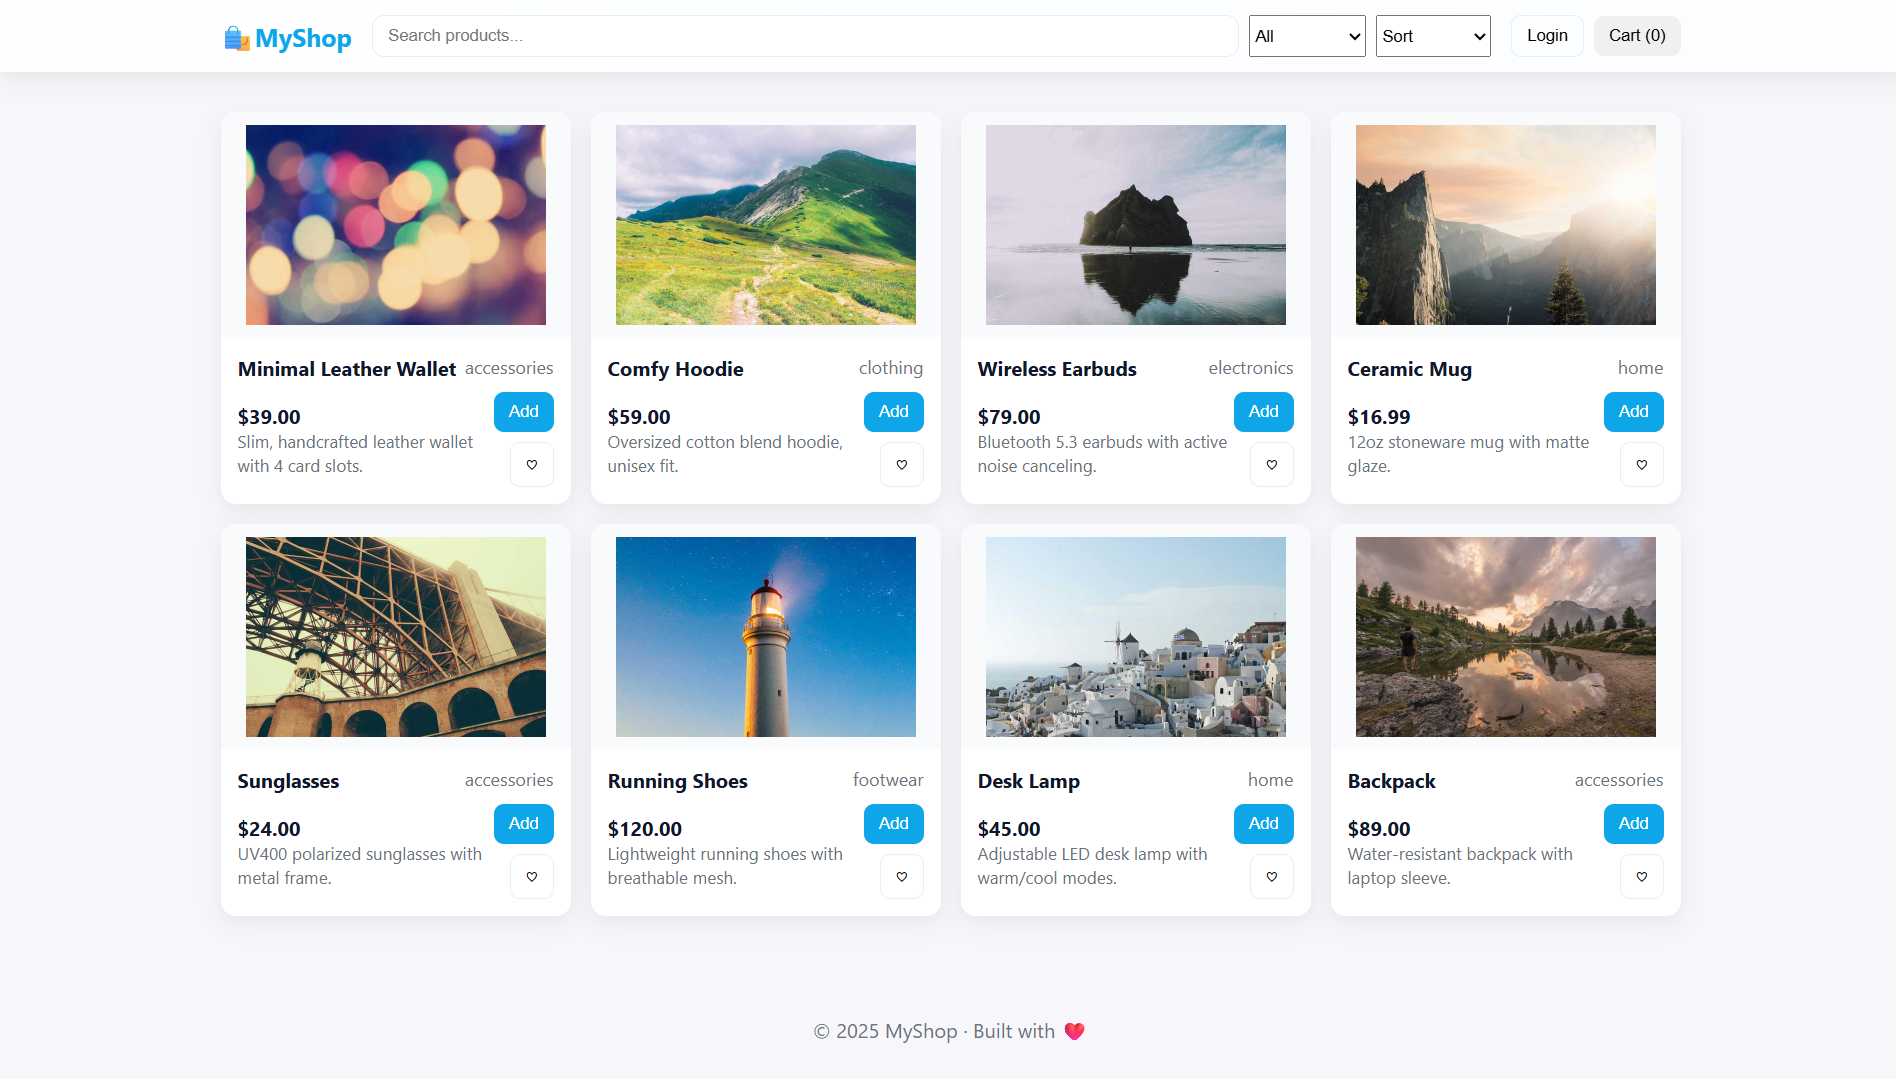 MyShop
Search products...
All
Sort
Login
Cart (0)
Minimal Leather Wallet accessories
$39.00
Add
Slim, handcrafted leather wallet
with 4 card slots.
♡
Comfy Hoodie clothing
$59.00
Add
Oversized cotton blend hoodie,
unisex fit.
♡
Wireless Earbuds electronics
$79.00
Add
Bluetooth 5.3 earbuds with active
noise canceling.
♡
Ceramic Mug home
$16.99
Add
12oz stoneware mug with matte
glaze.
♡
Sunglasses accessories
$24.00
Add
UV400 polarized sunglasses with
metal frame.
♡
Running Shoes footwear
$120.00
Add
Lightweight running shoes with
breathable mesh.
♡
Desk Lamp home
$45.00
Add
Adjustable LED desk lamp with
warm/cool modes.
♡
Backpack accessories
$89.00
Add
Water-resistant backpack with
laptop sleeve.
♡
© 2025 MyShop · Built with ❤️